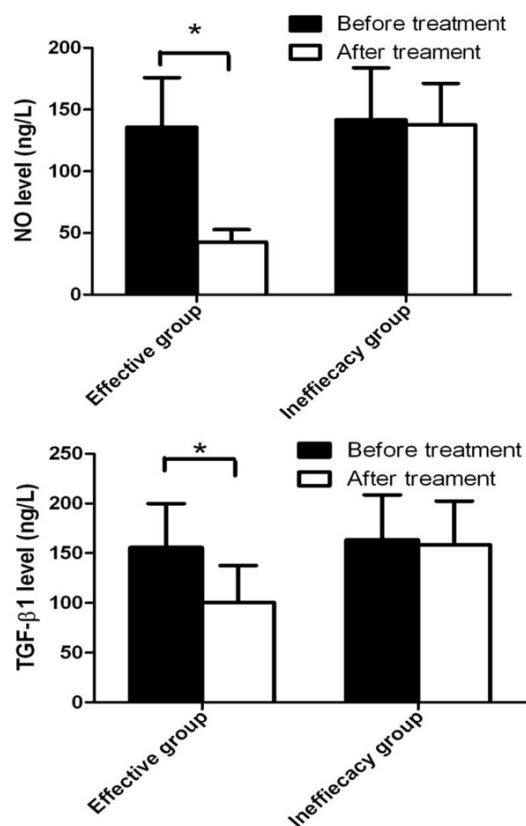 Before treatment
After treament
*
NO level (ng/L)
200
150
100
50
0
Effective group
Ineffiecacy group
Before treatment
After treament
*
TGF-β1 level (ng/L)
250
200
150
100
50
0
Effective group
Ineffiecacy group